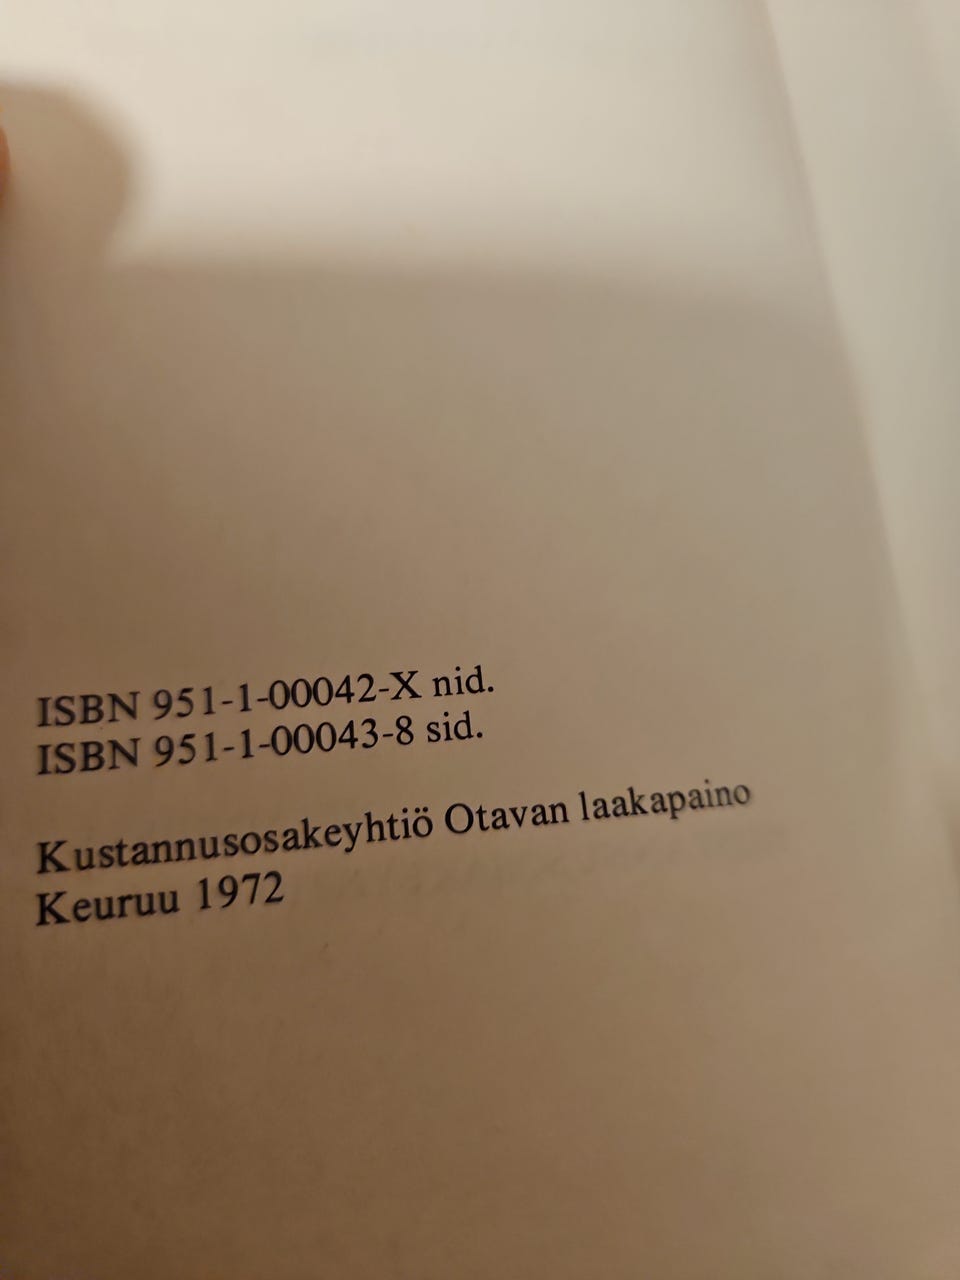 ISBN 951-1-00042-X nid.
ISBN 951-1-00043-8 sid.
Kustannusosakeyhtiö Otavan laakapaino
Keuruu 1972